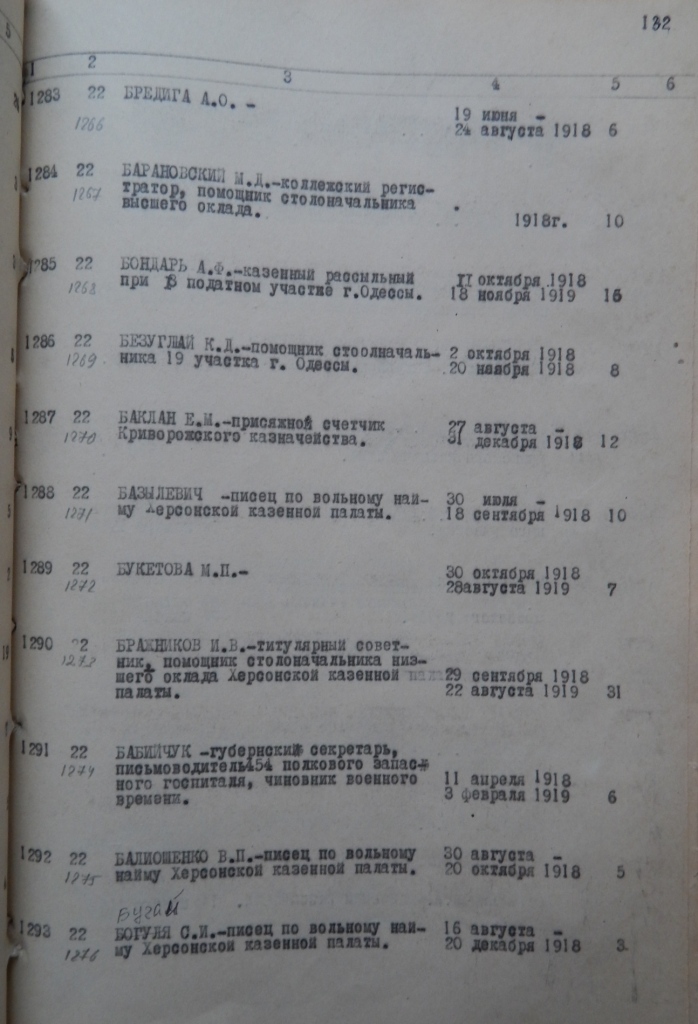 132
1 2 3 4 5 6
1283 22 БРЕДИГА А.О. -
1266
19 июня -
24 августа 1918 6
1284 22 БАРАНОВСКИЙ М.Д.-коллежский регис-
1267 тратор, помощник столоначальника
высшего оклада.
1918г. 10
1285 22 БОНДАРЬ А.Ф.-казенный рассыльный II октября 1918
1268 при 8 податном участке г.Одессы. 18 ноября 1919 16
1286 22 БЕЗУГЛЫЙ К.Д.-помощник стоолначаль- 2 октября 1918
1269 ника 19 участка г. Одессы. 20 ноября 1918 8
1287 22 БАКЛАН Е.М.-присяжной счетчик 27 августа -
1270 Криворожского казначейства. 31 декабря 1918 12
1288 22 БАЗЫЛЕВИЧ -писец по вольному най- 30 июля -
1271 му Херсонской казенной палаты. 18 сентября 1918 10
1289 22 БУКЕТОВА М.П.- 30 октября 1918
1272 28августа 1919 7
1290 22 БРАЖНИКОВ И.В.-титулярный совет-
1273 ник, помощник столоначальника низ-
шего оклада Херсонской казенной пала 29 сентября 1918
палаты. 22 августа 1919 31
1291 22 БАБИЙЧУК -губернский секретарь,
1274 письмоводитель 454 полкового запас-
ного госпиталя, чиновник военного 11 апреля 1918
времени. 3 февраля 1919 6
1292 22 БАЛИОШЕНКО В.П.-писец по вольному 30 августа -
1275 найму Херсонской казенной палаты. 20 октября 1918 5
Бугай
1293 22 БОГУЛЯ С.И.-писец по вольному най- 16 августа -
1276 му Херсонской казенной палаты. 20 декабря 1918 3